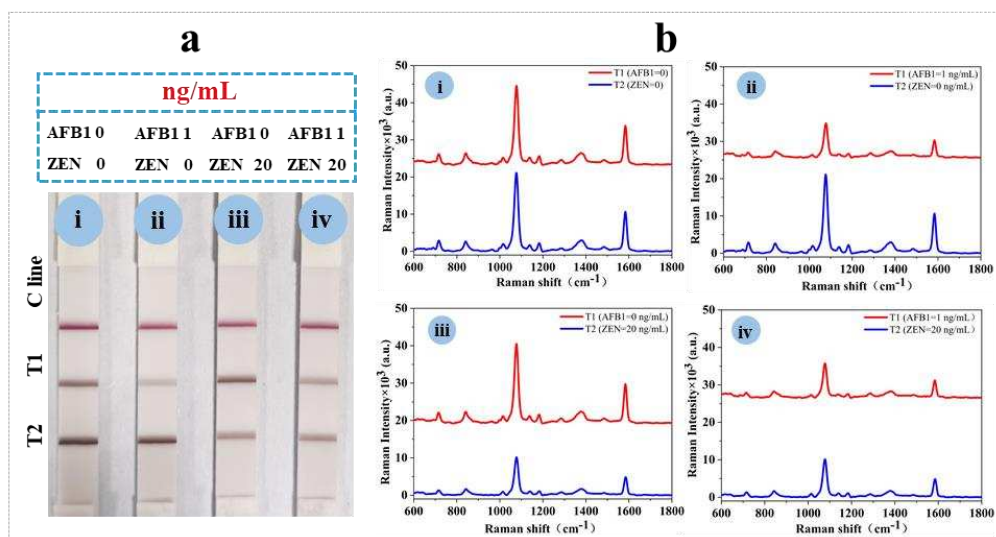 a
ng/mL
AFB1 0 AFB1 1 AFB1 0 AFB1 1
ZEN 0 ZEN 0 ZEN 20 ZEN 20
i ii iii iv
C line
T1
T2
b
i
T1 (AFB1=0)
T2 (ZEN=0)
Raman Intensity×10³ (a.u.)
50
40
30
20
10
0
600 800 1000 1200 1400 1600 1800
Raman shift（cm⁻¹）
ii
T1 (AFB1=1 ng/mL)
T2 (ZEN=0 ng/mL)
Raman Intensity×10³ (a.u.)
50
40
30
20
10
0
600 800 1000 1200 1400 1600 1800
Raman shift（cm⁻¹）
iii
T1 (AFB1=0 ng/mL)
T2 (ZEN=20 ng/mL)
Raman Intensity×10³ (a.u.)
50
40
30
20
10
0
600 800 1000 1200 1400 1600 1800
Raman shift（cm⁻¹）
iv
T1 (AFB1=1 ng/mL）
T2 (ZEN=20 ng/mL）
Raman Intensity×10³ (a.u.)
50
40
30
20
10
0
600 800 1000 1200 1400 1600 1800
Raman shift（cm⁻¹）